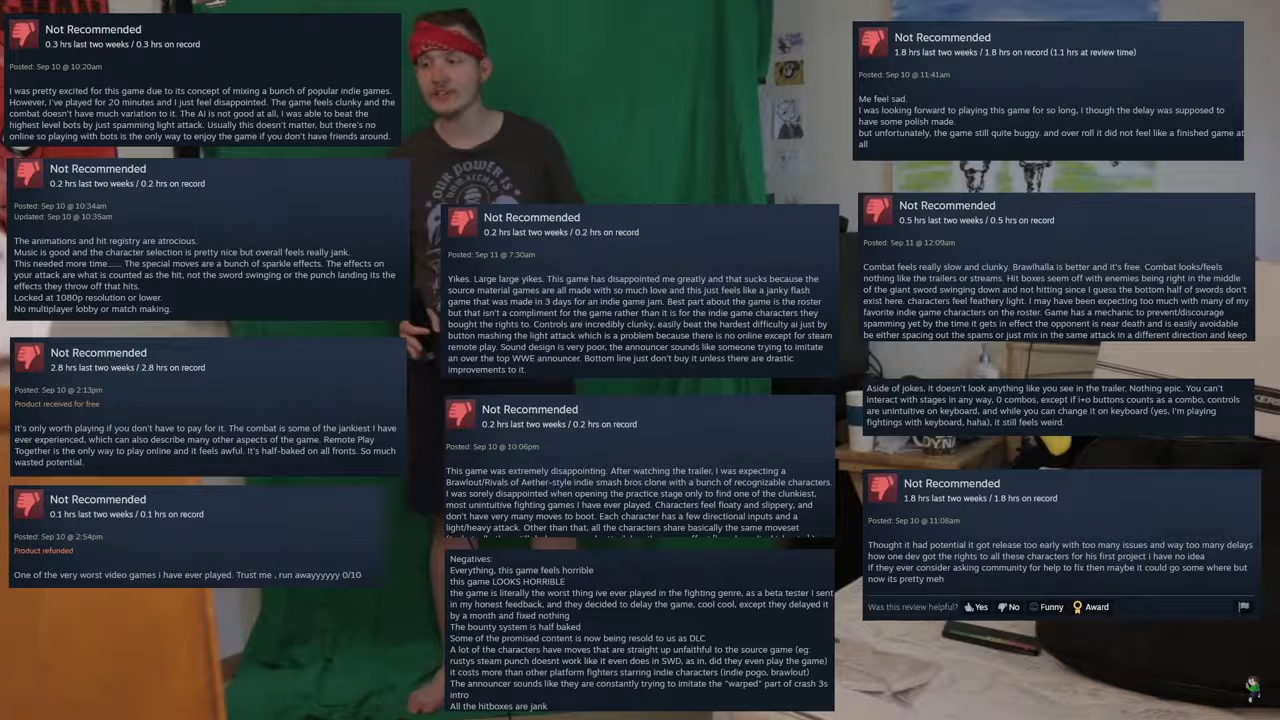 Not Recommended
0.3 hrs last two weeks / 0.3 hrs on record
Posted: Sep 10 @ 10:20am
I was pretty excited for this game due to its concept of mixing a bunch of popular indie games.
However, I've played for 20 minutes and I just feel disappointed. The game feels clunky and the
combat doesn't have much variation to it. The AI is not good at all, I was able to beat the
highest level bots by just spamming light attack. Usually this doesn't matter, but there's no
online so playing with bots is the only way to enjoy the game if you don't have friends around.
Not Recommended
0.2 hrs last two weeks / 0.2 hrs on record
Posted: Sep 10 @ 10:34am
Updated: Sep 10 @ 10:35am
The animations and hit registry are atrocious.
Music is good and the character selection is pretty nice but overall feels really jank.
This needed more time....... The special moves are a bunch of sparkle effects. The effects on
your attack are what is counted as the hit, not the sword swinging or the punch landing its the
effects they throw off that hits.
Locked at 1080p resolution or lower.
No multiplayer lobby or match making.
Not Recommended
2.8 hrs last two weeks / 2.8 hrs on record
Posted: Sep 10 @ 2:13pm
Product received for free
It's only worth playing if you don't have to pay for it. The combat is some of the jankiest I have
ever experienced, which can also describe many other aspects of the game. Remote Play
Together is the only way to play online and it feels awful. It's half-baked on all fronts. So much
wasted potential.
Not Recommended
0.1 hrs last two weeks / 0.1 hrs on record
Posted: Sep 10 @ 2:54pm
Product refunded
One of the very worst video games i have ever played. Trust me , run awayyyyyy 0/10
OUR POWER IS
Not Recommended
0.2 hrs last two weeks / 0.2 hrs on record
Posted: Sep 11 @ 7:30am
Yikes. Large large yikes. This game has disappointed me greatly and that sucks because the
source material games are all made with so much love and this just feels like a janky flash
game that was made in 3 days for an indie game jam. Best part about the game is the roster
but that isn't a compliment for the game rather than it is for the indie game characters they
bought the rights to. Controls are incredibly clunky, easily beat the hardest difficulty ai just by
button mashing the light attack which is a problem because there is no online except for steam
remote play. Sound design is very poor, the announcer sounds like someone trying to imitate
an over the top WWE announcer. Bottom line just don't buy it unless there are drastic
improvements to it.
Not Recommended
0.2 hrs last two weeks / 0.2 hrs on record
Posted: Sep 10 @ 10:06pm
This game was extremely disappointing. After watching the trailer, I was expecting a
Brawlout/Rivals of Aether-style indie smash bros clone with a bunch of recognizable characters.
I was sorely disappointed when opening the practice stage only to find one of the clunkiest,
most unintuitive fighting games I have ever played. Characters feel floaty and slippery, and
don't have very many moves to boot. Each character has a few directional inputs and a
light/heavy attack. Other than that, all the characters share basically the same moveset
Negatives:
Everything, this game feels horrible
this game LOOKS HORRIBLE
the game is literally the worst thing ive ever played in the fighting genre, as a beta tester I sent
in my honest feedback, and they decided to delay the game, cool cool, except they delayed it
by a month and fixed nothing
The bounty system is half baked
Some of the promised content is now being resold to us as DLC
A lot of the characters have moves that are straight up unfaithful to the source game (eg:
rustys steam punch doesnt work like it even does in SWD, as in, did they even play the game)
it costs more than other platform fighters starring indie characters (indie pogo, brawlout)
The announcer sounds like they are constantly trying to imitate the "warped" part of crash 3s
intro
All the hitboxes are jank
Not Recommended
1.8 hrs last two weeks / 1.8 hrs on record (1.1 hrs at review time)
Posted: Sep 10 @ 11:41am
Me feel sad.
I was looking forward to playing this game for so long, I though the delay was supposed to
have some polish made.
but unfortunately, the game still quite buggy. and over roll it did not feel like a finished game at
all
Not Recommended
0.5 hrs last two weeks / 0.5 hrs on record
Posted: Sep 11 @ 12:09am
Combat feels really slow and clunky. Brawlhalla is better and it's free. Combat looks/feels
nothing like the trailers or streams. Hit boxes seem off with enemies being right in the middle
of the giant sword swinging down and not hitting since I guess the bottom half of swords don't
exist here. characters feel feathery light. I may have been expecting too much with many of my
favorite indie game characters on the roster. Game has a mechanic to prevent/discourage
spamming yet by the time it gets in effect the opponent is near death and is easily avoidable
be either spacing out the spams or just mix in the same attack in a different direction and keep
Aside of jokes, it doesn't look anything like you see in the trailer. Nothing epic. You can't
interact with stages in any way, 0 combos, except if i+o buttons counts as a combo, controls
are unintuitive on keyboard, and while you can change it on keyboard (yes, I'm playing
fightings with keyboard, haha), it still feels weird.
Not Recommended
1.8 hrs last two weeks / 1.8 hrs on record
Posted: Sep 10 @ 11:08am
Thought it had potential it got release too early with too many issues and way too many delays
how one dev got the rights to all these characters for his first project i have no idea
if they ever consider asking community for help to fix then maybe it could go some where but
now its pretty meh
Was this review helpful? Yes No Funny Award